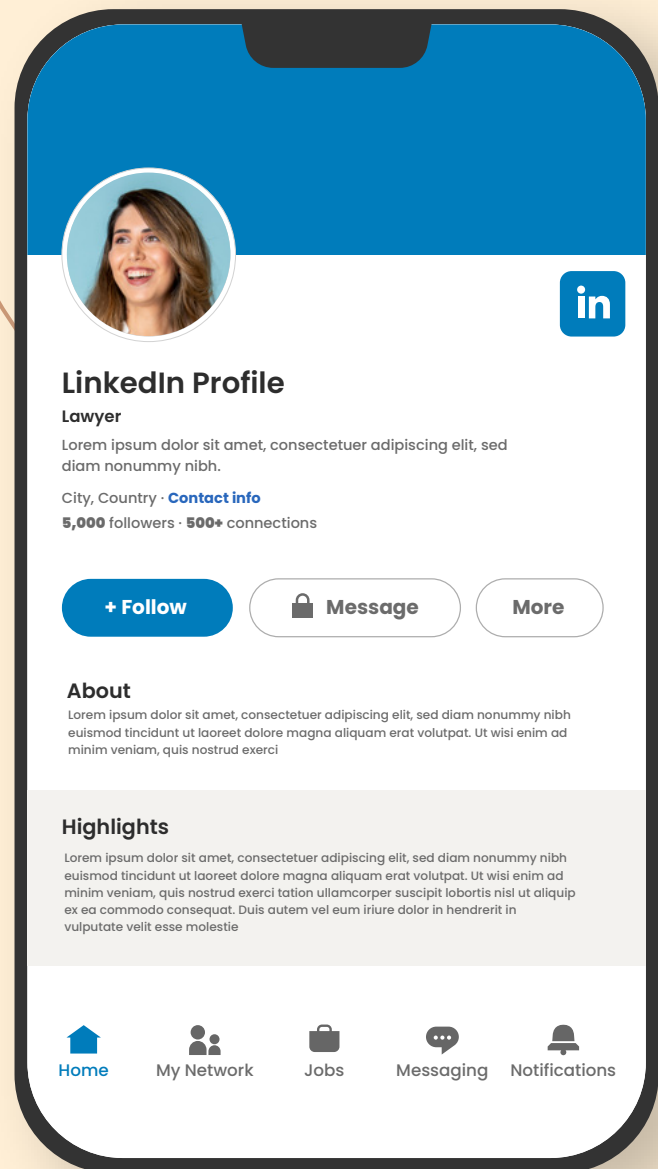 in
LinkedIn Profile
Lawyer
Lorem ipsum dolor sit amet, consectetuer adipiscing elit, sed
diam nonummy nibh.
City, Country · Contact info
5,000 followers · 500+ connections
+ Follow Message More
About
Lorem ipsum dolor sit amet, consectetuer adipiscing elit, sed diam nonummy nibh
euismod tincidunt ut laoreet dolore magna aliquam erat volutpat. Ut wisi enim ad
minim veniam, quis nostrud exerci
Highlights
Lorem ipsum dolor sit amet, consectetuer adipiscing elit, sed diam nonummy nibh
euismod tincidunt ut laoreet dolore magna aliquam erat volutpat. Ut wisi enim ad
minim veniam, quis nostrud exerci tation ullamcorper suscipit lobortis nisl ut aliquip
ex ea commodo consequat. Duis autem vel eum iriure dolor in hendrerit in
vulputate velit esse molestie
Home My Network Jobs Messaging Notifications